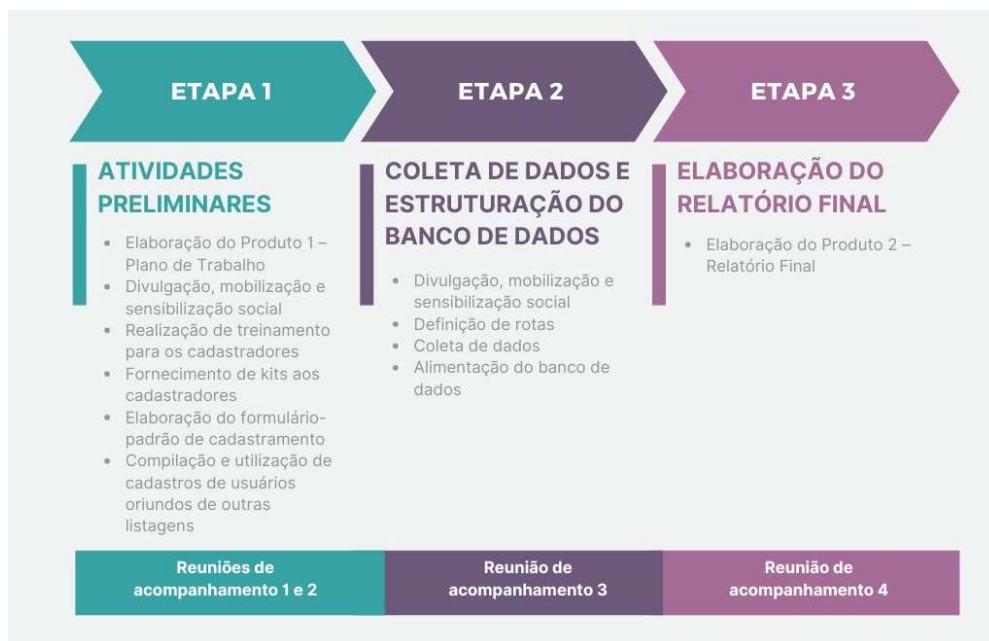 ETAPA 1
ETAPA 2
ETAPA 3
ATIVIDADES
PRELIMINARES
• Elaboração do Produto 1 –
Plano de Trabalho
• Divulgação, mobilização e
sensibilização social
• Realização de treinamento
para os cadastradores
• Fornecimento de kits aos
cadastradores
• Elaboração do formulário-
padrão de cadastramento
• Compilação e utilização de
cadastros de usuários
oriundos de outras
listagens
COLETA DE DADOS E
ESTRUTURAÇÃO DO
BANCO DE DADOS
• Divulgação, mobilização e
sensibilização social
• Definição de rotas
• Coleta de dados
• Alimentação do banco de
dados
ELABORAÇÃO DO
RELATÓRIO FINAL
• Elaboração do Produto 2 –
Relatório Final
Reuniões de
acompanhamento 1 e 2
Reunião de
acompanhamento 3
Reunião de
acompanhamento 4